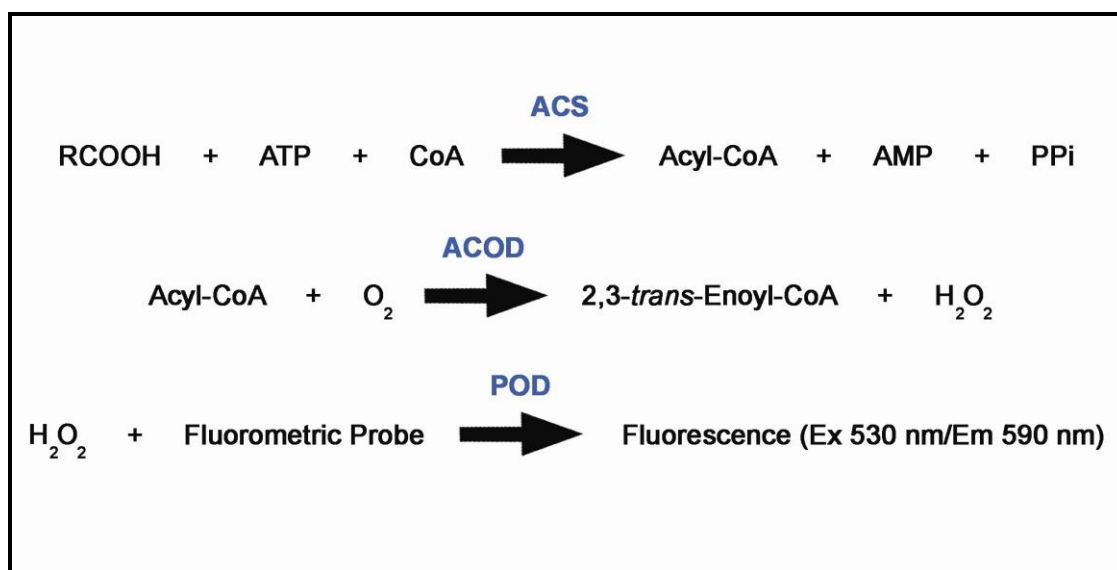 ACS
RCOOH + ATP + CoA Acyl-CoA + AMP + PPi
ACOD
Acyl-CoA + O2 2,3-trans-Enoyl-CoA + H2O2
POD
H2O2 + Fluorometric Probe Fluorescence (Ex 530 nm/Em 590 nm)